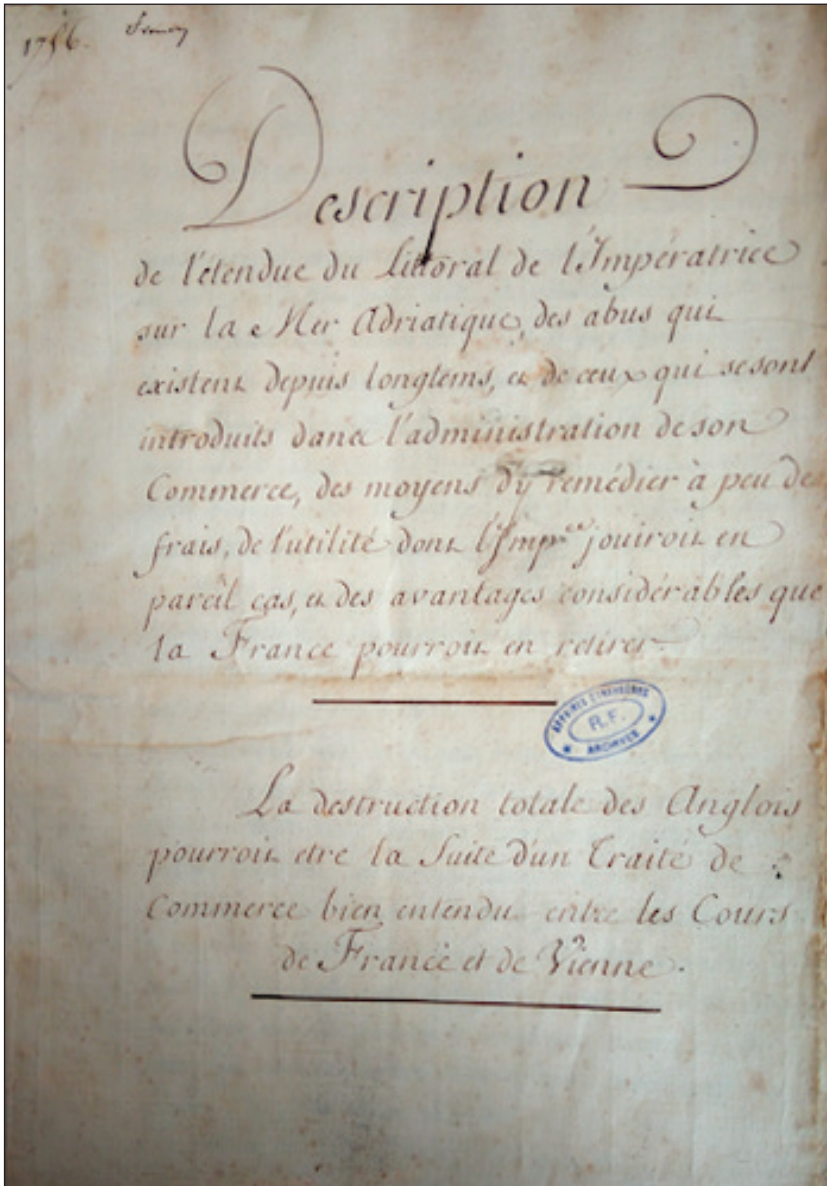 1756.
Description
de l'étendue du Littoral de l'Impératrice
sur la Mer Adriatique, des abus qui
existent depuis longtems, et de ceux qui se sont
introduits dans l'administration de son
Commerce, des moyens d'y remédier à peu de
frais, de l'utilité dont l'Imp.ce jouiroit en
pareil cas, et des avantages considérables que
la France pourroit en retirer.
AFFAIRES ETRANGERES
R.F.
ARCHIVES
La destruction totale des Anglois
pourroit etre la Suite d'un Traité de
Commerce bien entendu entre les Cours
de France et de Vienne.